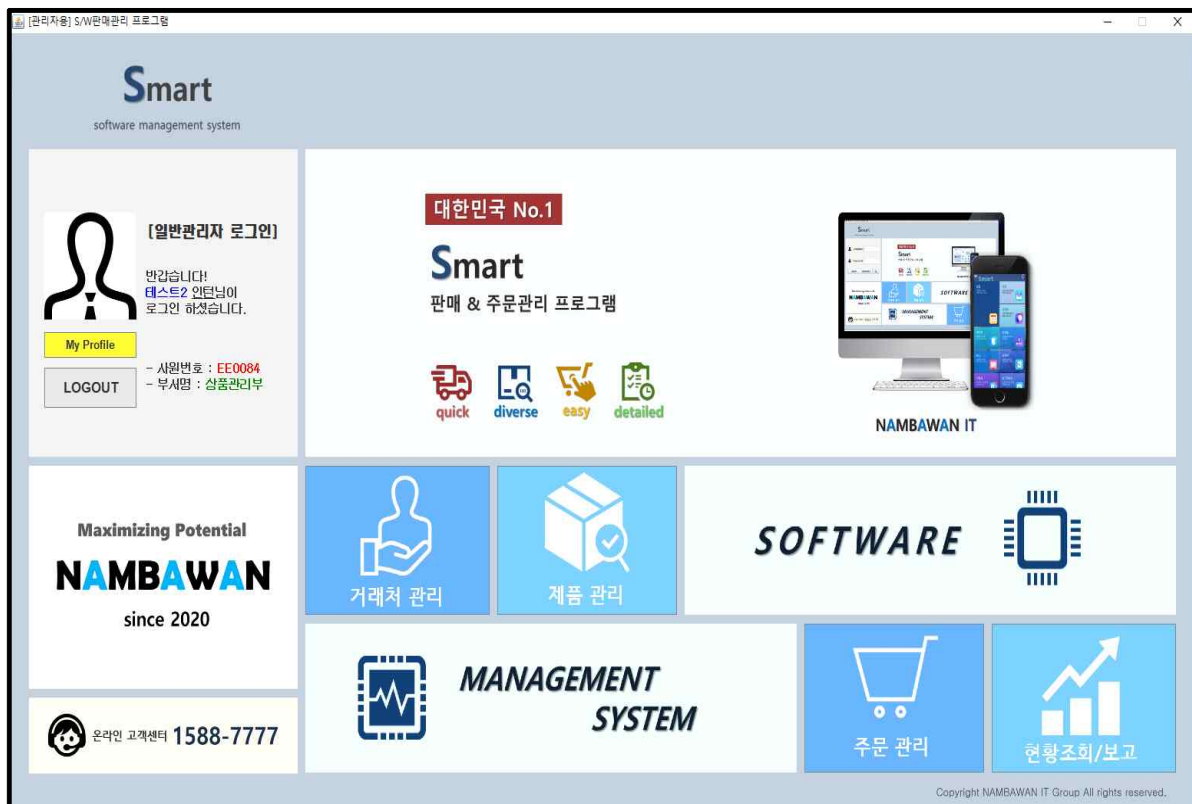 [관리자용] S/W판매관리 프로그램
Smart
software management system
[일반관리자 로그인]
반갑습니다!
테스트2 인턴님이
로그인 하셨습니다.
My Profile
LOGOUT
- 사원번호 : EE0084
- 부서명 : 상품관리부
대한민국 No.1
Smart
판매 & 주문관리 프로그램
quick diverse easy detailed
NAMBAWAN IT
Maximizing Potential
NAMBAWAN
since 2020
온라인 고객센터 1588-7777
거래처 관리
제품 관리
SOFTWARE
MANAGEMENT
SYSTEM
주문 관리
현황조회/보고
Copyright NAMBAWAN IT Group All rights reserved.